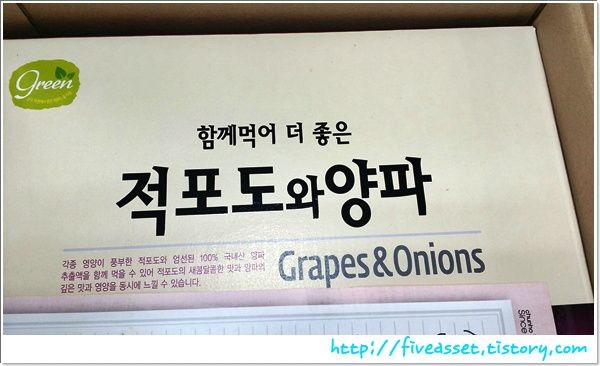 green
함께먹어 더 좋은
적포도와양파
각종 영양이 풍부한 적포도와 엄선된 100% 국내산 양파
추출액을 함께 먹을 수 있어 적포도의 새콤달콤한 맛과 양파의
깊은 맛과 영양을 동시에 느낄 수 있습니다.
Grapes&Onions
chunho
Since
http://fivedsset.tistory.com